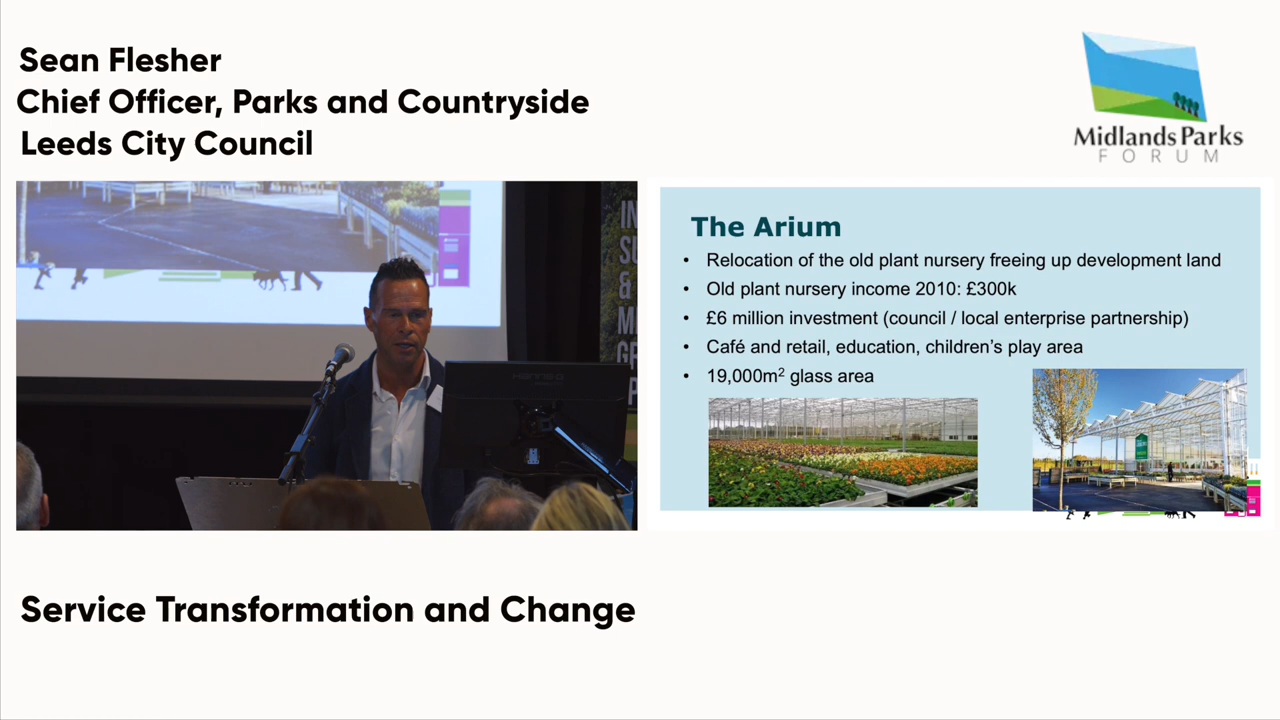 Sean Flesher
Chief Officer, Parks and Countryside
Leeds City Council
Midlands Parks
FORUM
The Arium
• Relocation of the old plant nursery freeing up development land
• Old plant nursery income 2010: £300k
• £6 million investment (council / local enterprise partnership)
• Café and retail, education, children's play area
• 19,000m² glass area
Service Transformation and Change